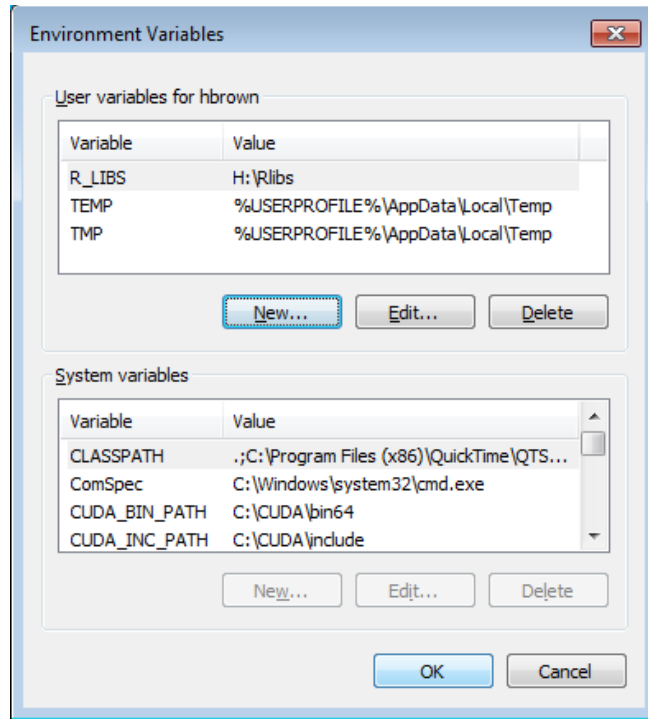 Environment Variables
User variables for hbrown
Variable Value
R_LIBS H:\Rlibs
TEMP %USERPROFILE%\AppData\Local\Temp
TMP %USERPROFILE%\AppData\Local\Temp
New... Edit... Delete
System variables
Variable Value
CLASSPATH .;C:\Program Files (x86)\QuickTime\QTS...
ComSpec C:\Windows\system32\cmd.exe
CUDA_BIN_PATH C:\CUDA\bin64
CUDA_INC_PATH C:\CUDA\include
New... Edit... Delete
OK Cancel